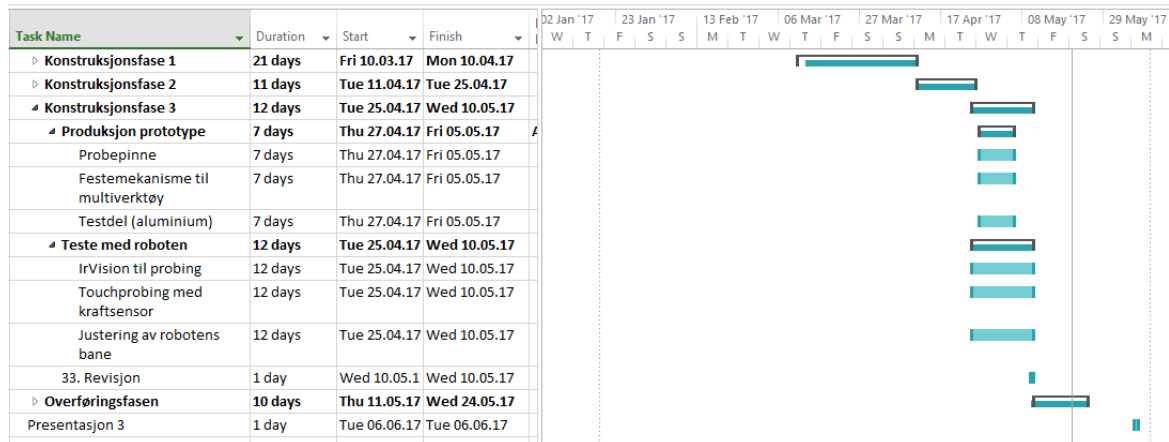 02 Jan '17 23 Jan '17 13 Feb '17 06 Mar '17 27 Mar '17 17 Apr '17 08 May '17 29 May '17
Task Name Duration Start Finish W T F S S M T W T F S S M T W T F S S M
Konstruksjonsfase 1 21 days Fri 10.03.17 Mon 10.04.17
Konstruksjonsfase 2 11 days Tue 11.04.17 Tue 25.04.17
Konstruksjonsfase 3 12 days Tue 25.04.17 Wed 10.05.17
Produksjon prototype 7 days Thu 27.04.17 Fri 05.05.17
Probepinne 7 days Thu 27.04.17 Fri 05.05.17
Festemekanisme til 7 days Thu 27.04.17 Fri 05.05.17
multiverktøy
Testdel (aluminium) 7 days Thu 27.04.17 Fri 05.05.17
Teste med roboten 12 days Tue 25.04.17 Wed 10.05.17
IrVision til probing 12 days Tue 25.04.17 Wed 10.05.17
Touchprobing med 12 days Tue 25.04.17 Wed 10.05.17
kraftsensor
Justering av robotens 12 days Tue 25.04.17 Wed 10.05.17
bane
33. Revisjon 1 day Wed 10.05.1 Wed 10.05.17
Overføringsfasen 10 days Thu 11.05.17 Wed 24.05.17
Presentasjon 3 1 day Tue 06.06.17 Tue 06.06.17